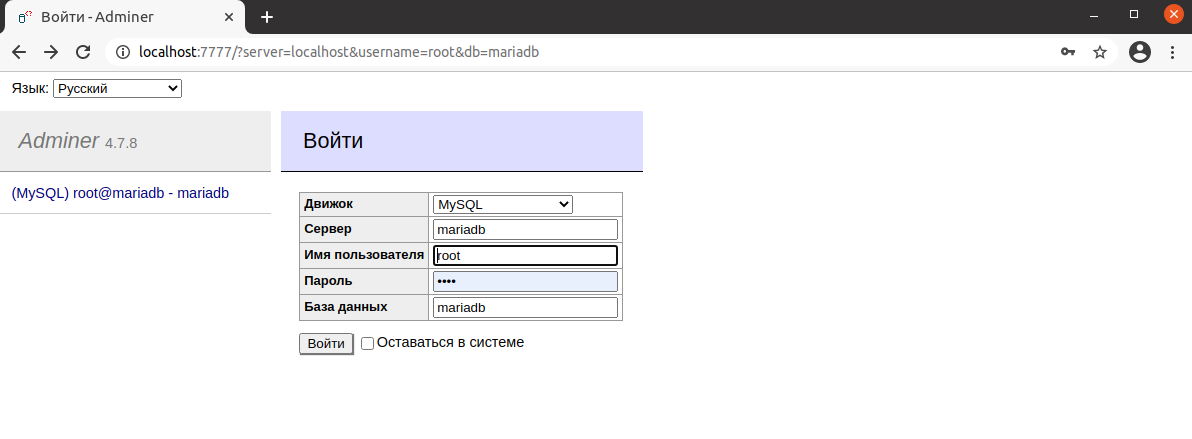 Войти - Adminer
localhost:7777/?server=localhost&username=root&db=mariadb
Язык: Русский
Adminer 4.7.8
Войти
(MySQL) root@mariadb - mariadb
Движок MySQL
Сервер mariadb
Имя пользователя root
Пароль ••••
База данных mariadb
Войти Оставаться в системе